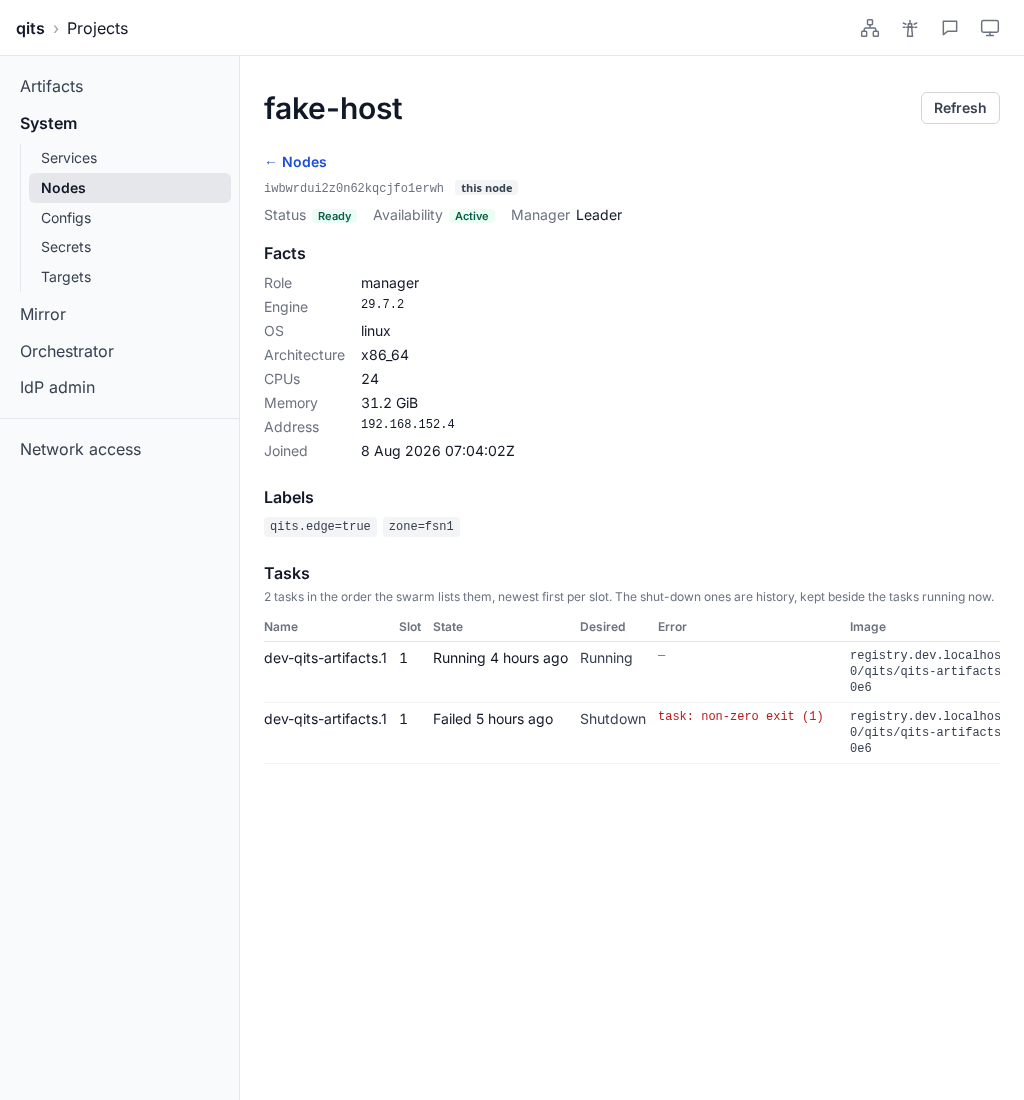 qits › Projects
Artifacts
System
Services
Nodes
Configs
Secrets
Targets
Mirror
Orchestrator
IdP admin
Network access
fake-host
Refresh
← Nodes
iwbwrdui2z0n62kqcjfo1erwh this node
Status Ready Availability Active Manager Leader
Facts
Role manager
Engine 29.7.2
OS linux
Architecture x86_64
CPUs 24
Memory 31.2 GiB
Address 192.168.152.4
Joined 8 Aug 2026 07:04:02Z
Labels
qits.edge=true zone=fsn1
Tasks
2 tasks in the order the swarm lists them, newest first per slot. The shut-down ones are history, kept beside the tasks running now.
Name Slot State Desired Error Image
dev-qits-artifacts.1 1 Running 4 hours ago Running — registry.dev.localhos
0/qits/qits-artifacts
0e6
dev-qits-artifacts.1 1 Failed 5 hours ago Shutdown task: non-zero exit (1) registry.dev.localhos
0/qits/qits-artifacts
0e6